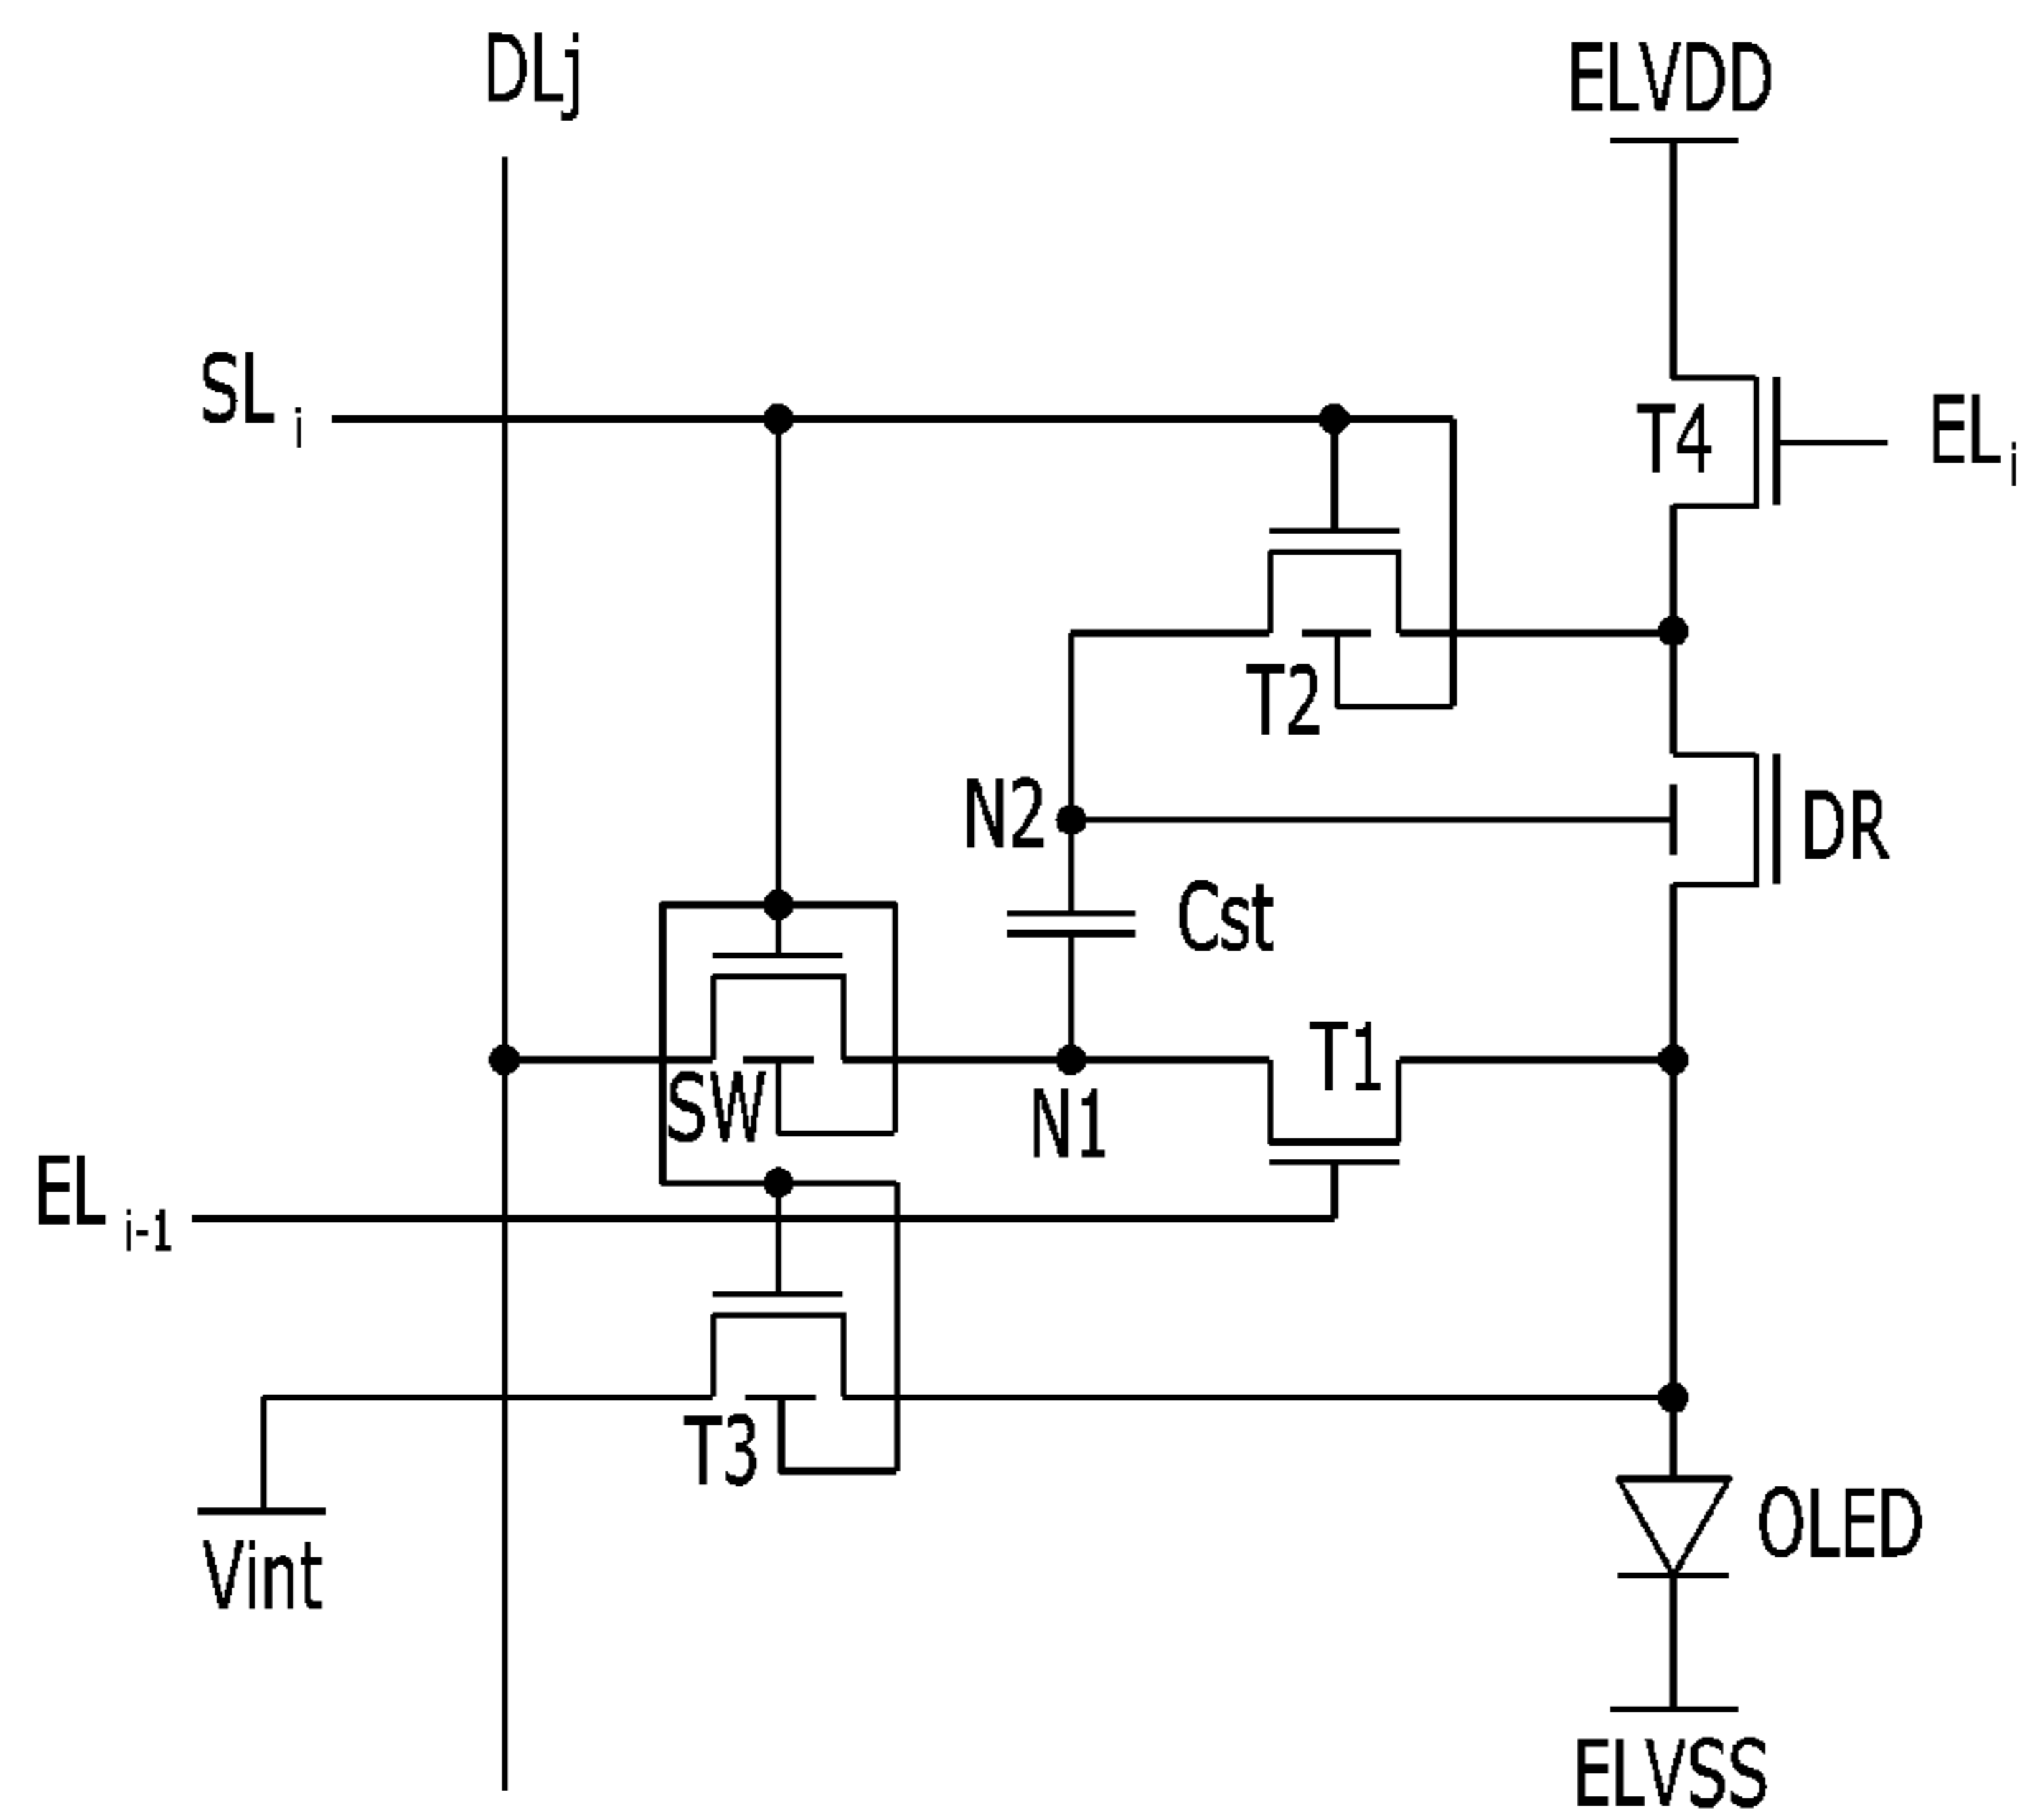 DLj
ELVDD
SL i
T4
EL i
T2
N2
DR
Cst
T1
SW
N1
EL i-1
T3
OLED
Vint
ELVSS